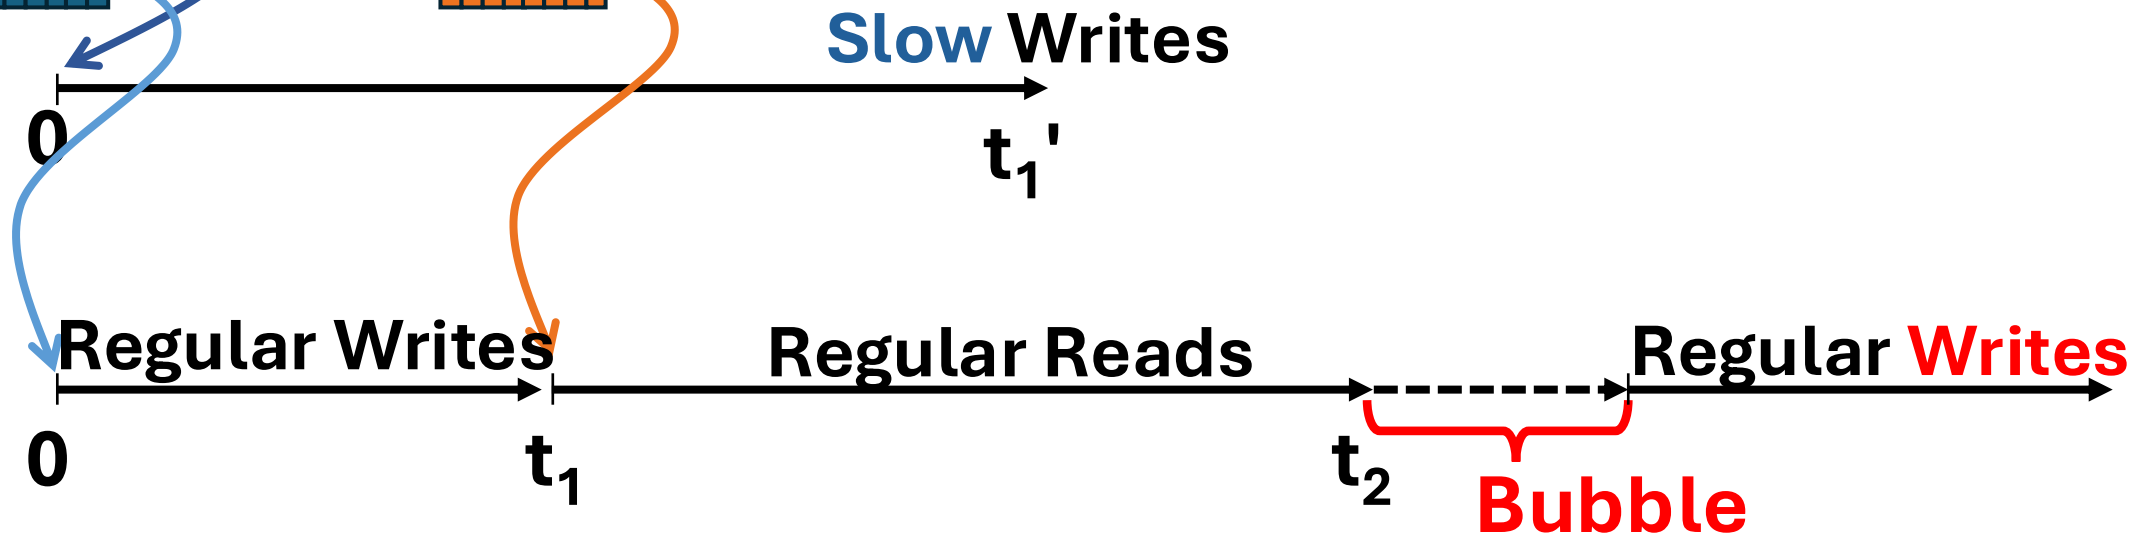 Slow Writes
0
t₁'
Regular Writes
Regular Reads
Regular Writes
0
t₁
t₂
Bubble